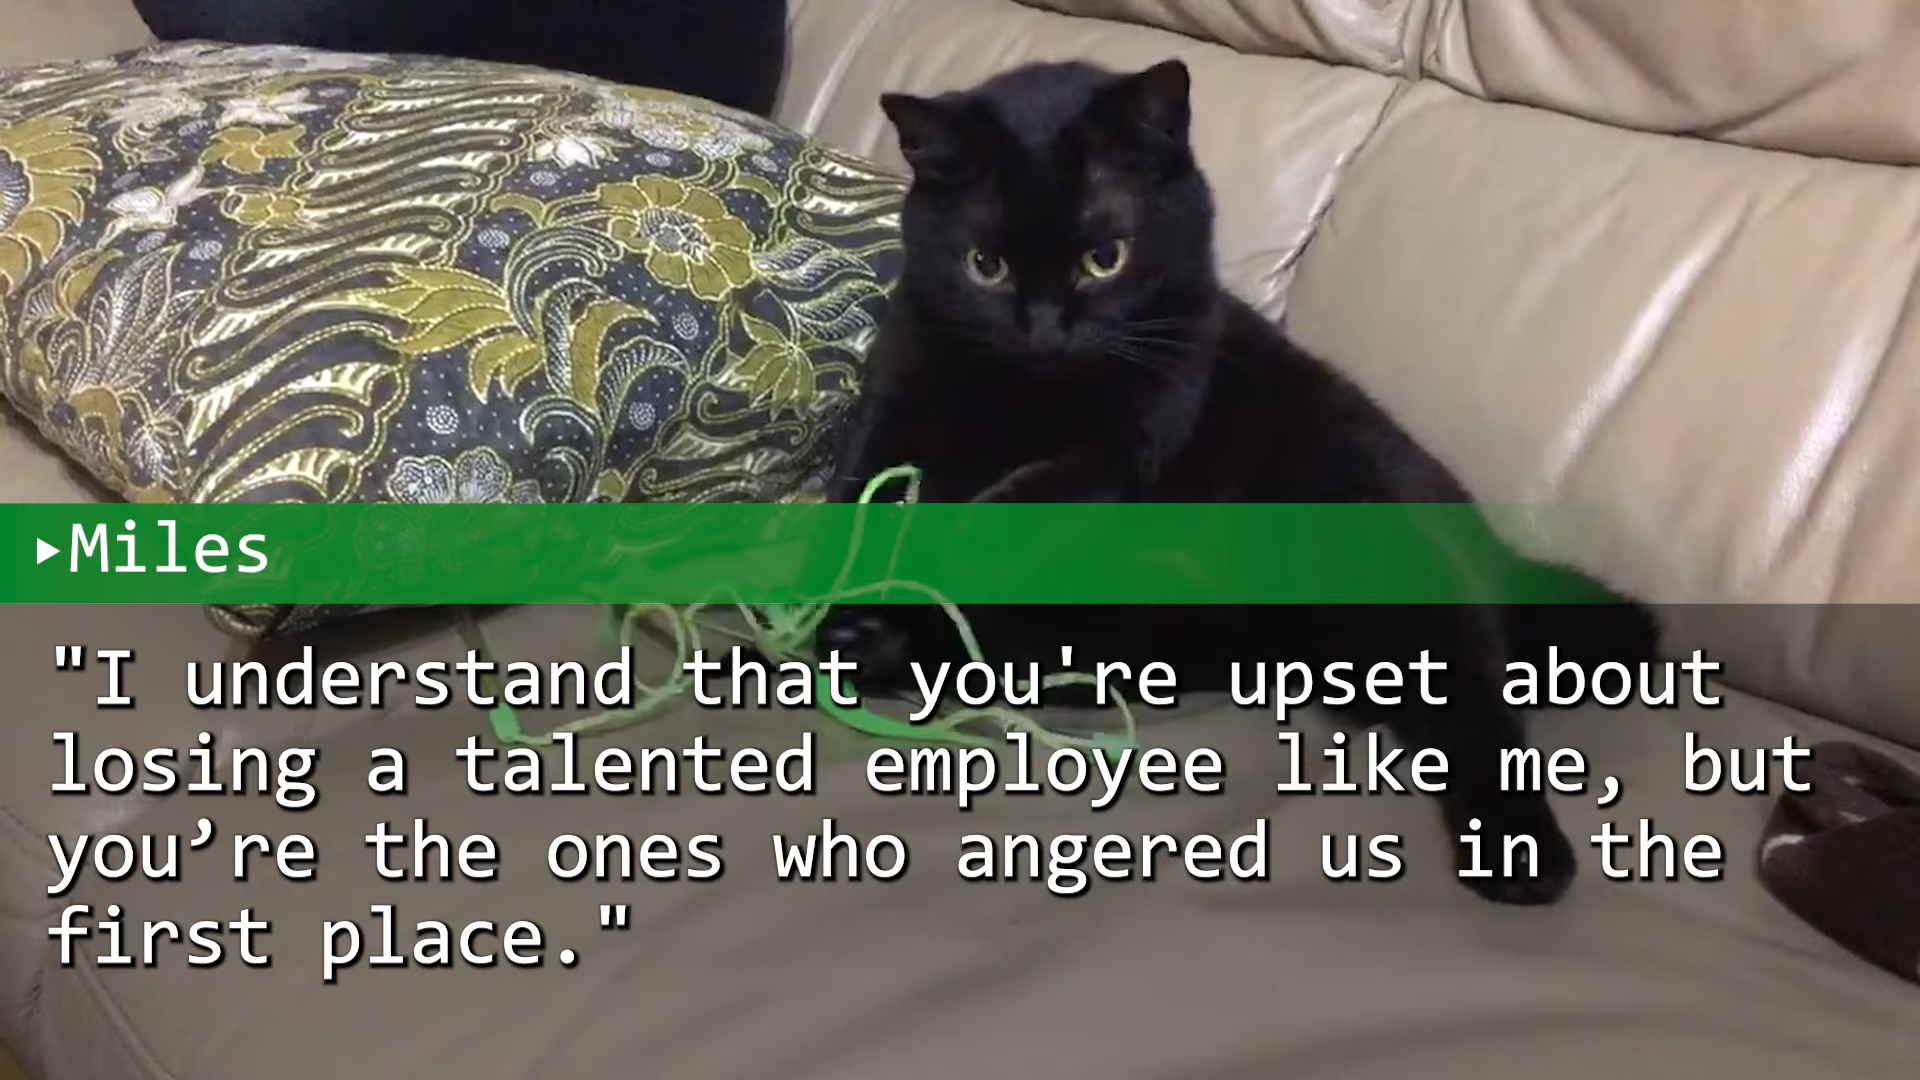 ▸Miles
"I understand that you're upset about
losing a talented employee like me, but
you’re the ones who angered us in the
first place."